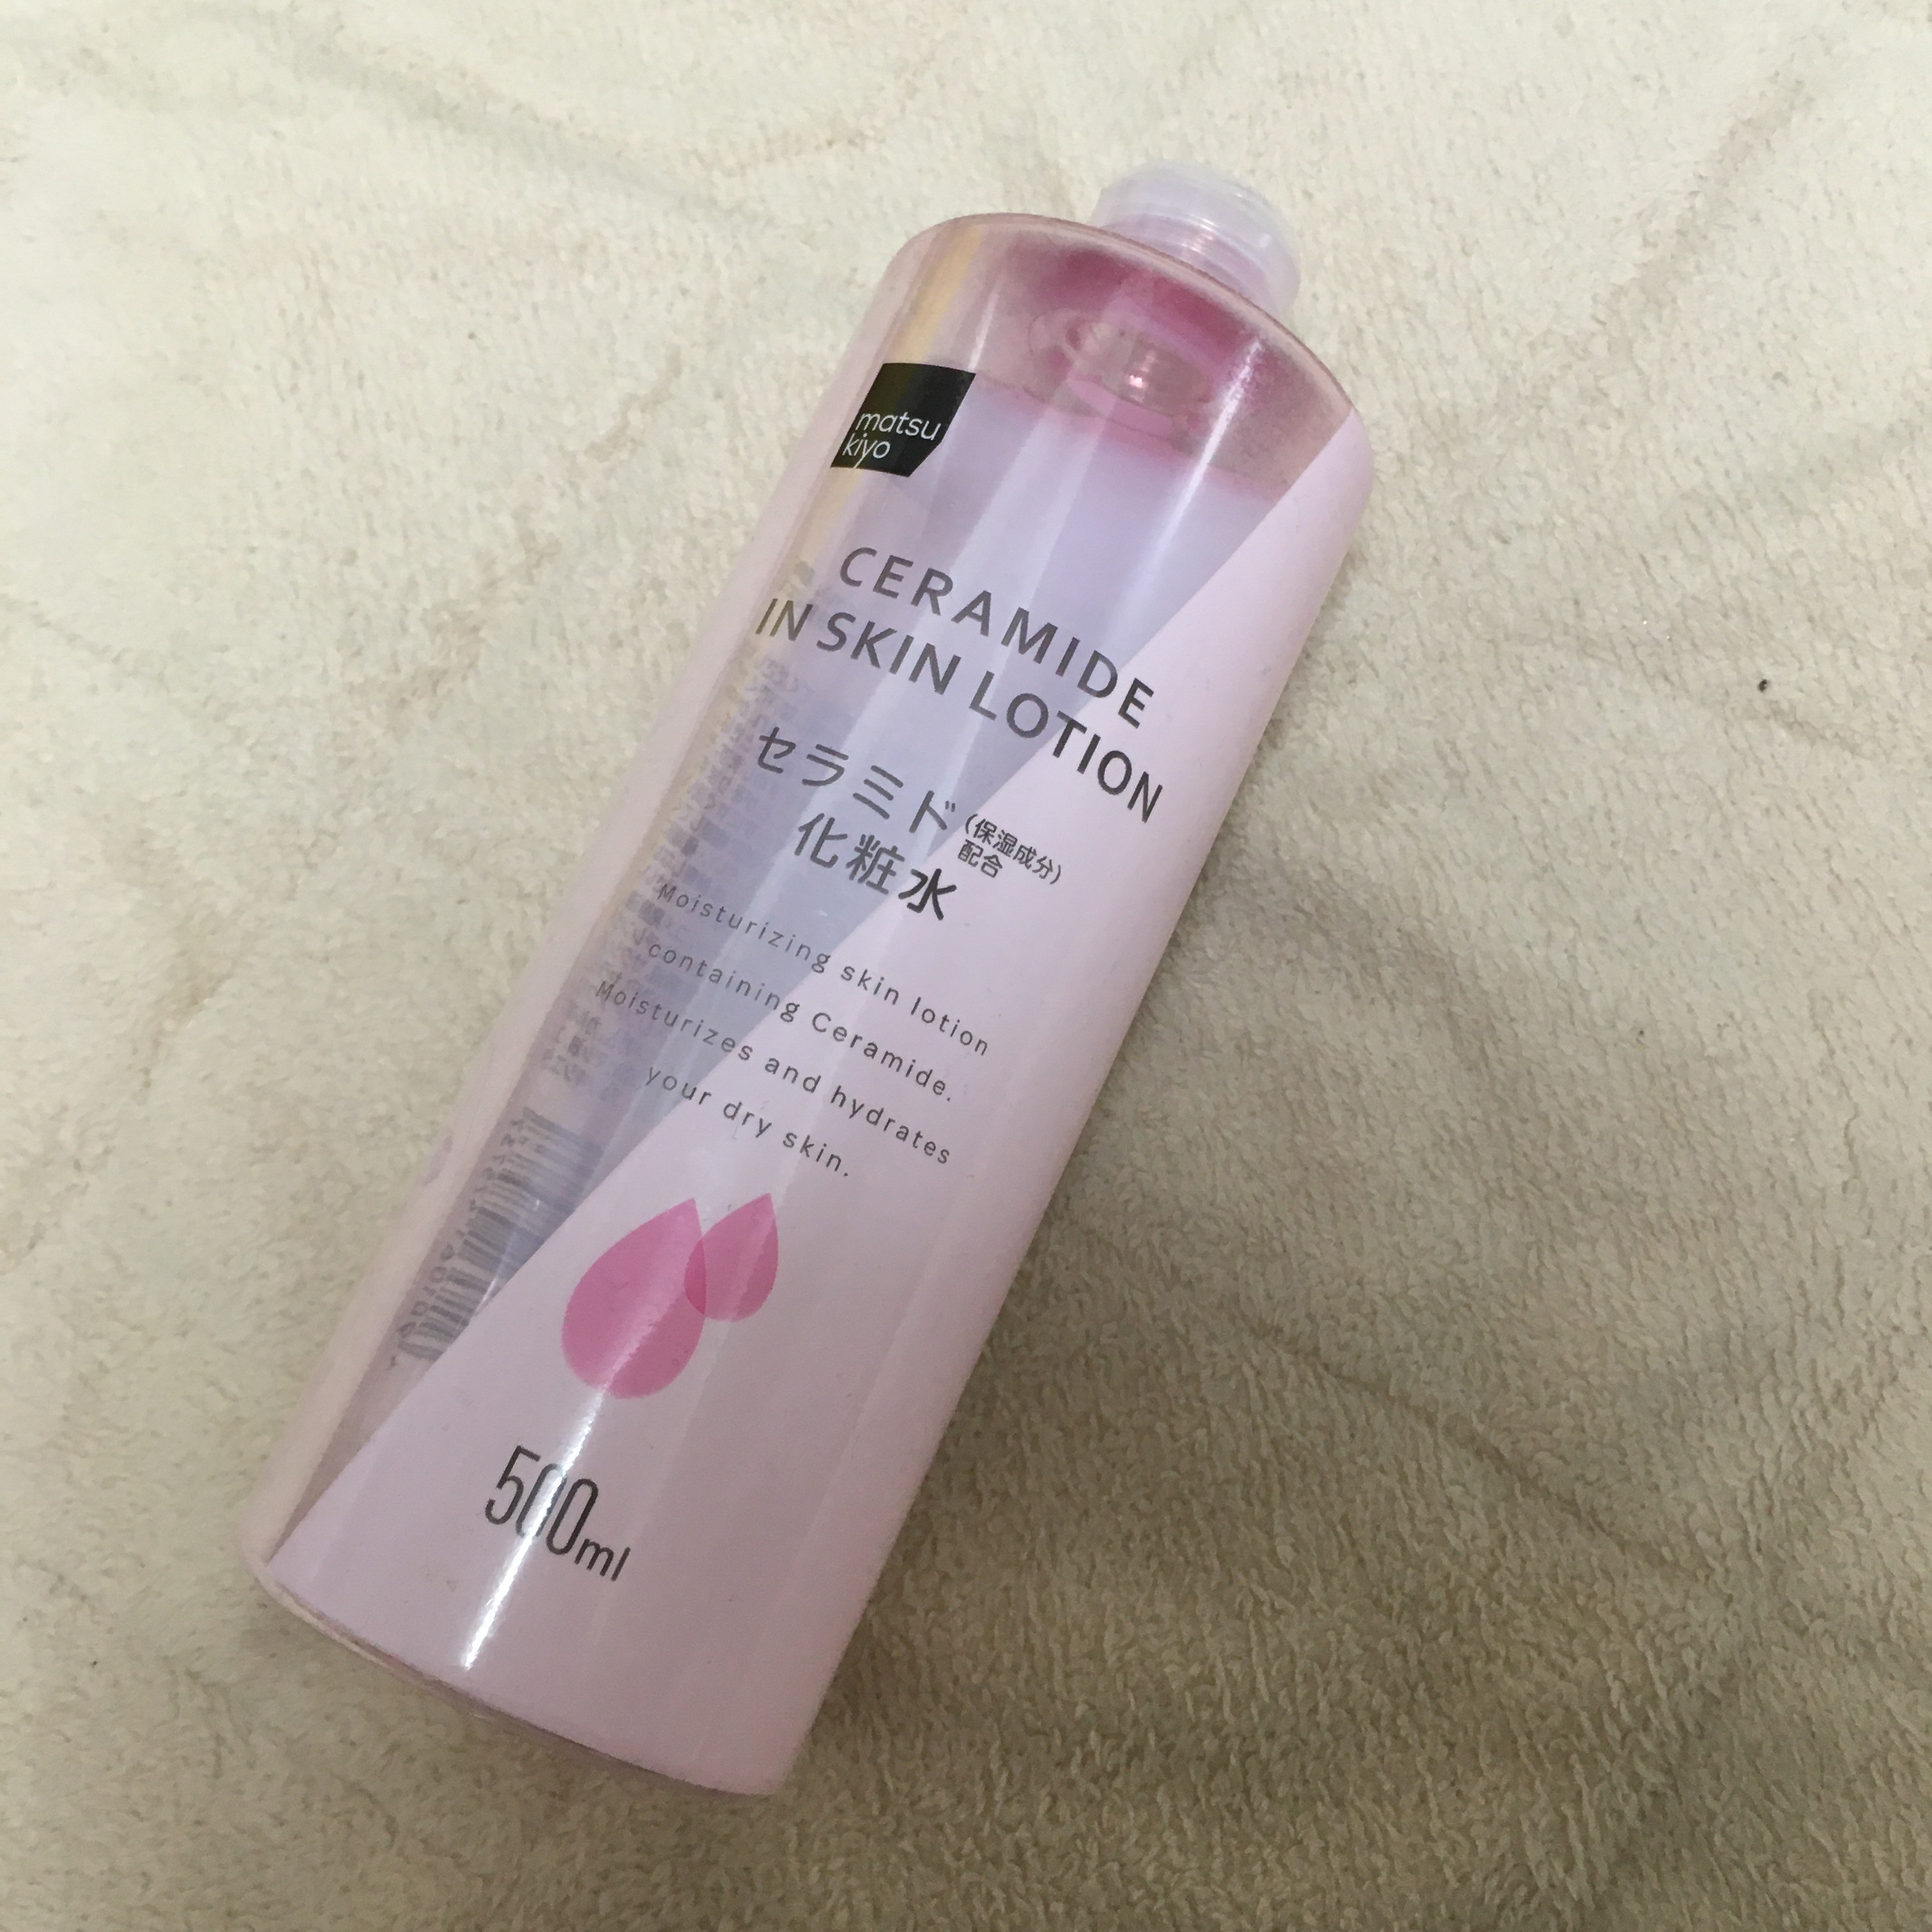 matsu
kiyo
CERAMIDE
IN SKIN LOTION
セラミド
(保湿成分)
配合
化粧水
Moisturizing skin lotion
containing Ceramide.
Moisturizes and hydrates
your dry skin.
500ml